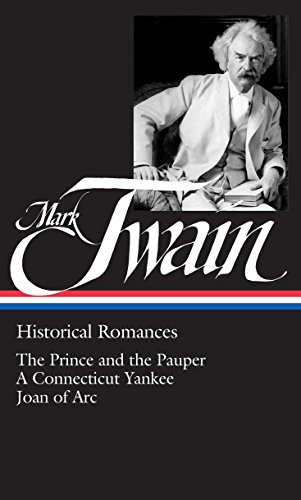 Mark
Twain
Historical Romances
The Prince and the Pauper
A Connecticut Yankee
Joan of Arc